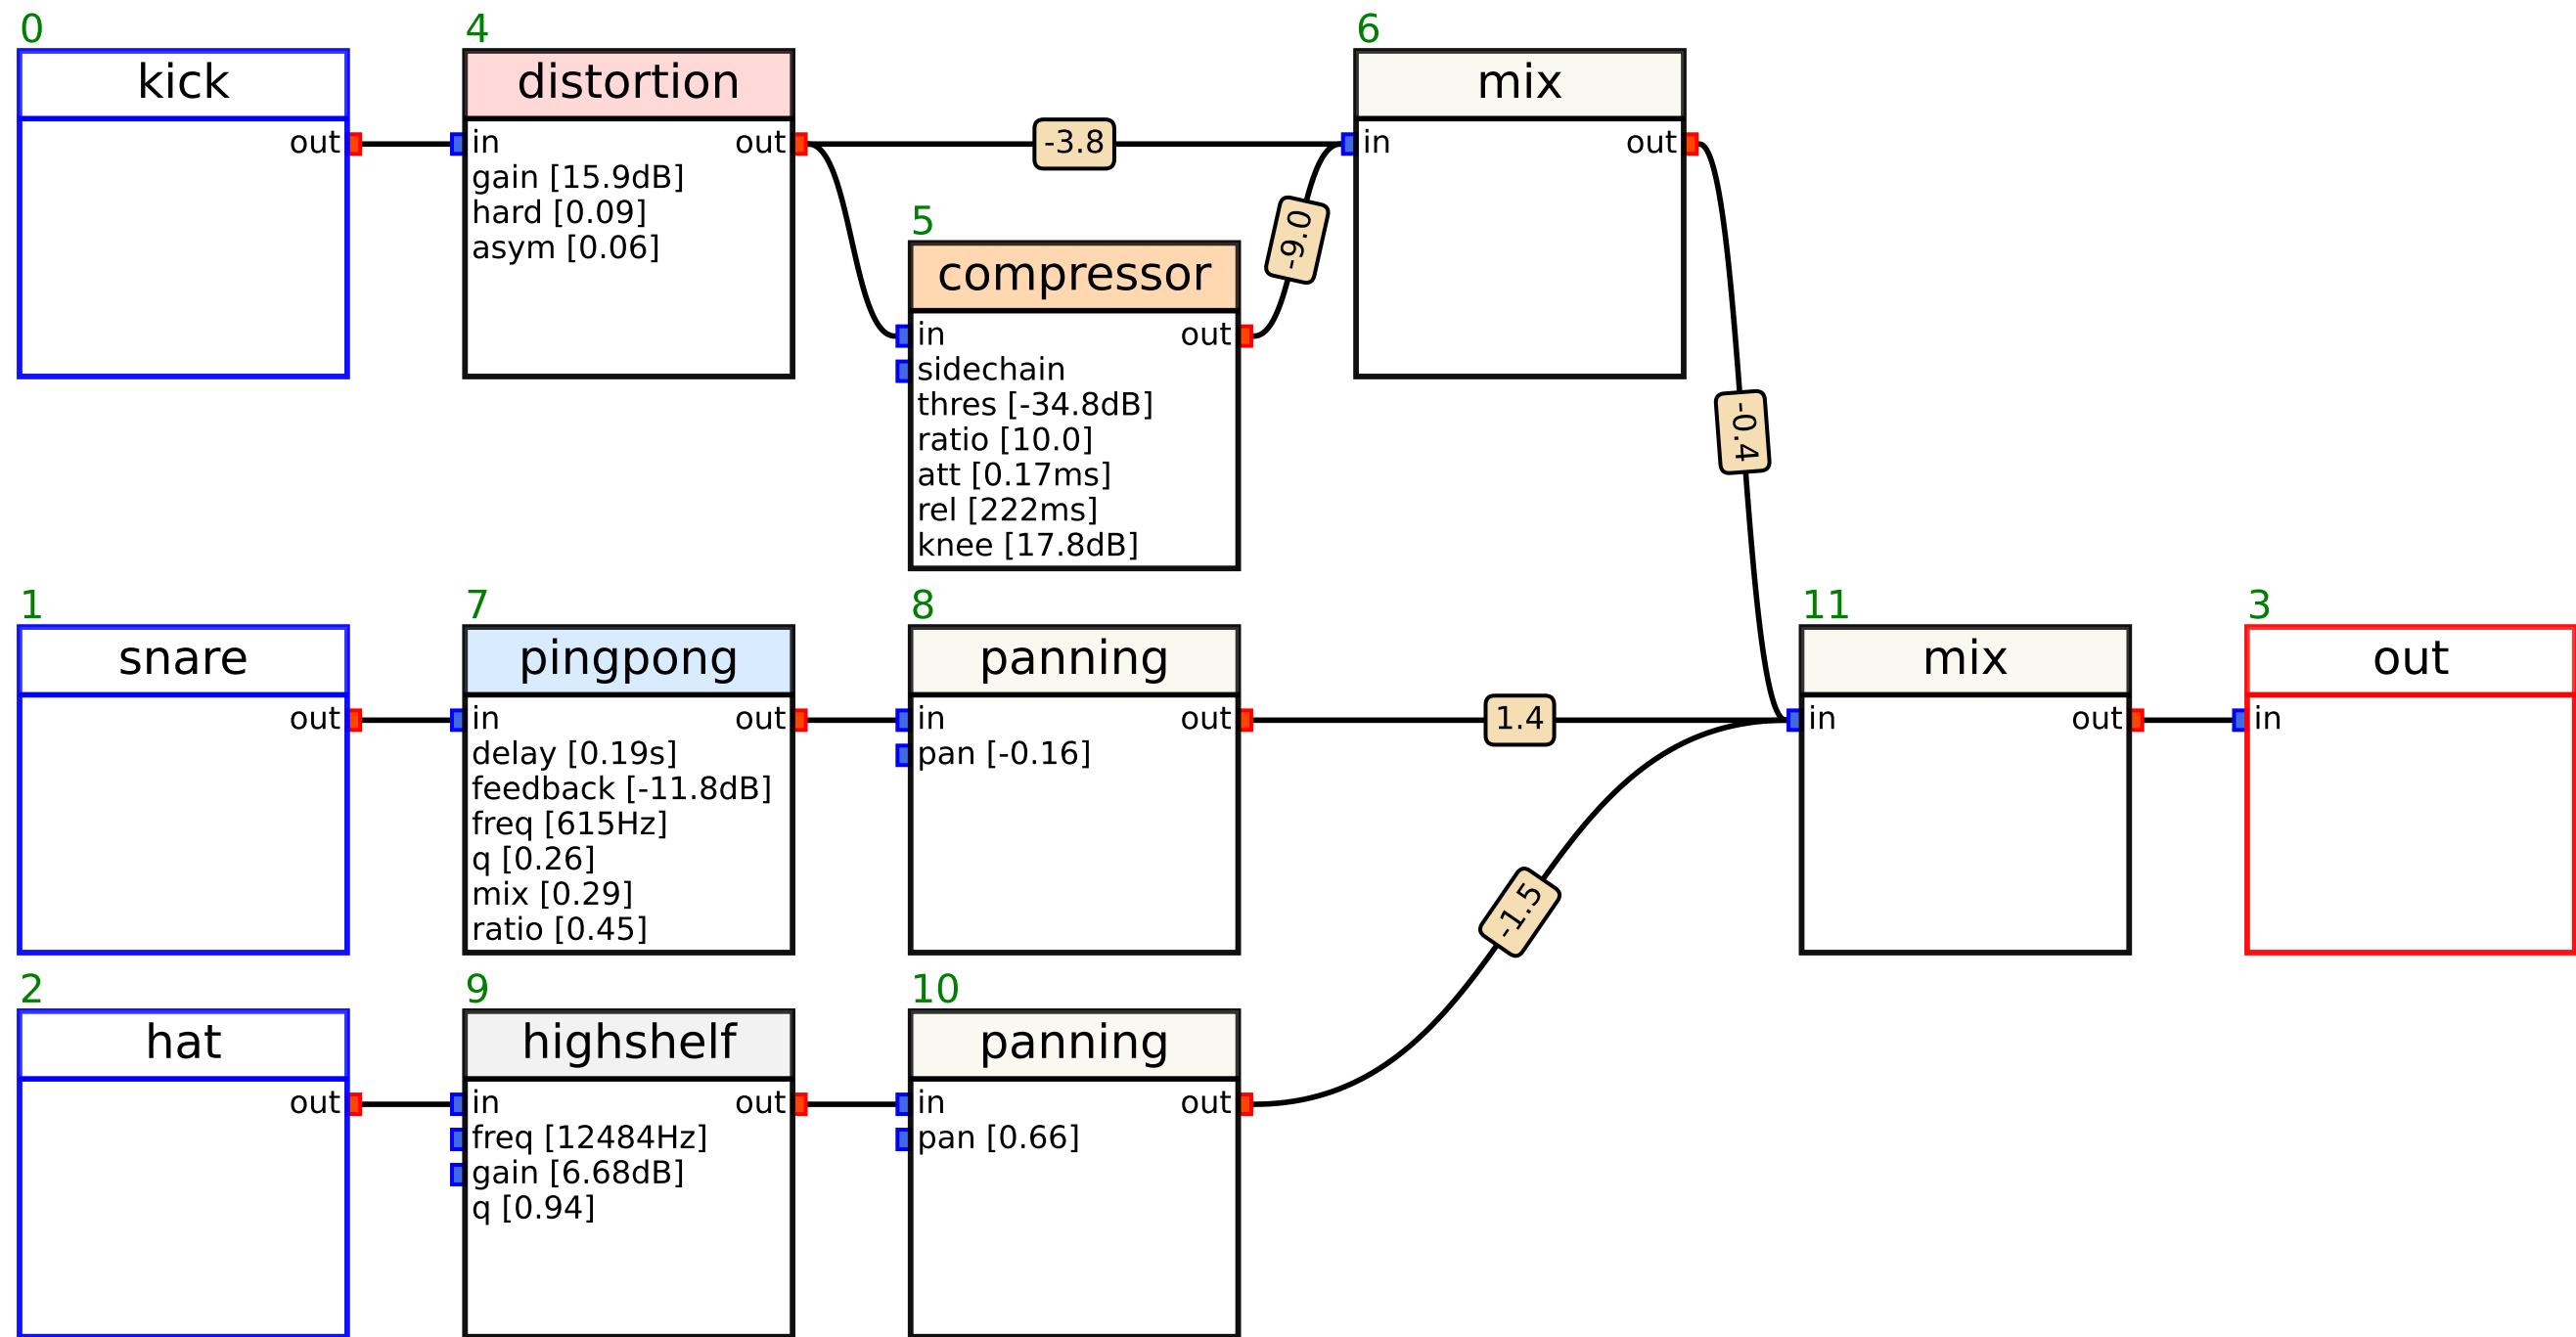 0
kick
out
4
distortion
in
out
gain [15.9dB]
hard [0.09]
asym [0.06]
-3.8
5
compressor
in
out
sidechain
thres [-34.8dB]
ratio [10.0]
att [0.17ms]
rel [222ms]
knee [17.8dB]
-9.0
6
mix
in
out
-0.4
1
snare
out
7
pingpong
in
out
delay [0.19s]
feedback [-11.8dB]
freq [615Hz]
q [0.26]
mix [0.29]
ratio [0.45]
8
panning
in
out
pan [-0.16]
1.4
11
mix
in
out
3
out
in
2
hat
out
9
highshelf
in
out
freq [12484Hz]
gain [6.68dB]
q [0.94]
10
panning
in
out
pan [0.66]
-1.5